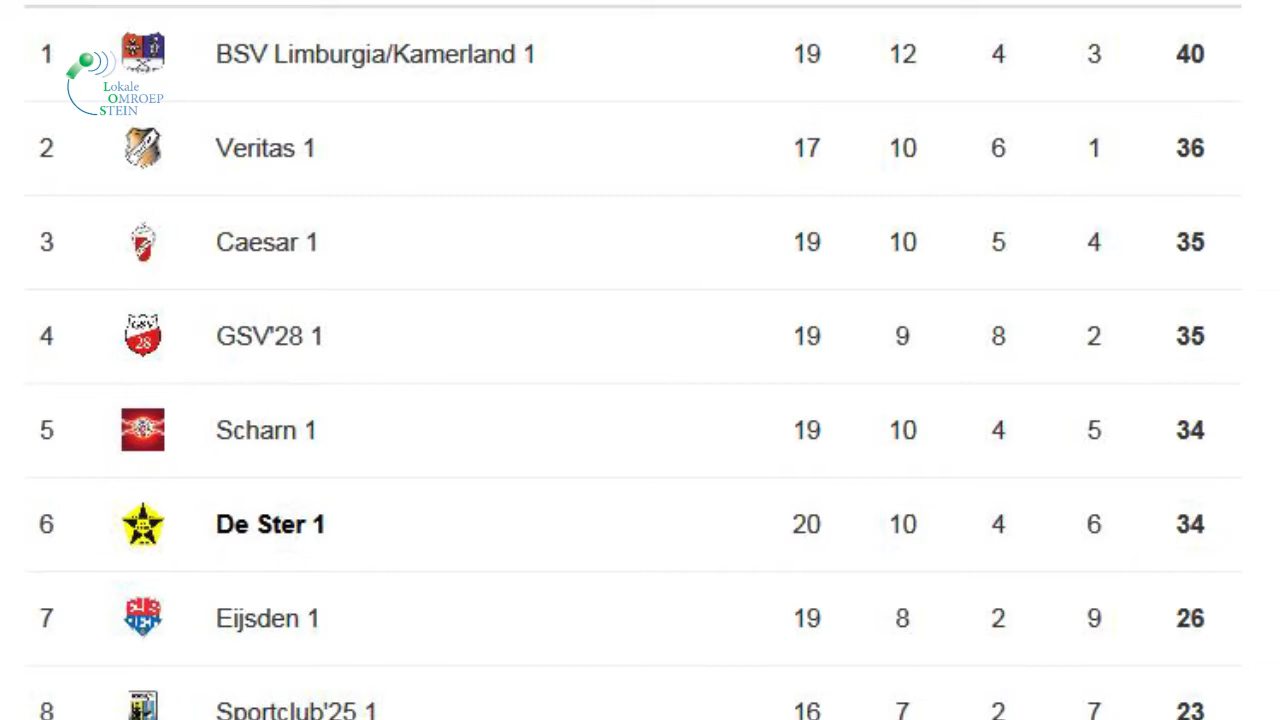 1 BSV Limburgia/Kamerland 1 19 12 4 3 40
Lokale
OMROEP
STEIN
2 Veritas 1 17 10 6 1 36
3 Caesar 1 19 10 5 4 35
4 GSV 28 GSV'28 1 19 9 8 2 35
5 Scharn 1 19 10 4 5 34
6 De Ster 1 20 10 4 6 34
7 Eijsden 1 19 8 2 9 26
8 Sportclub'25 1 16 7 2 7 23